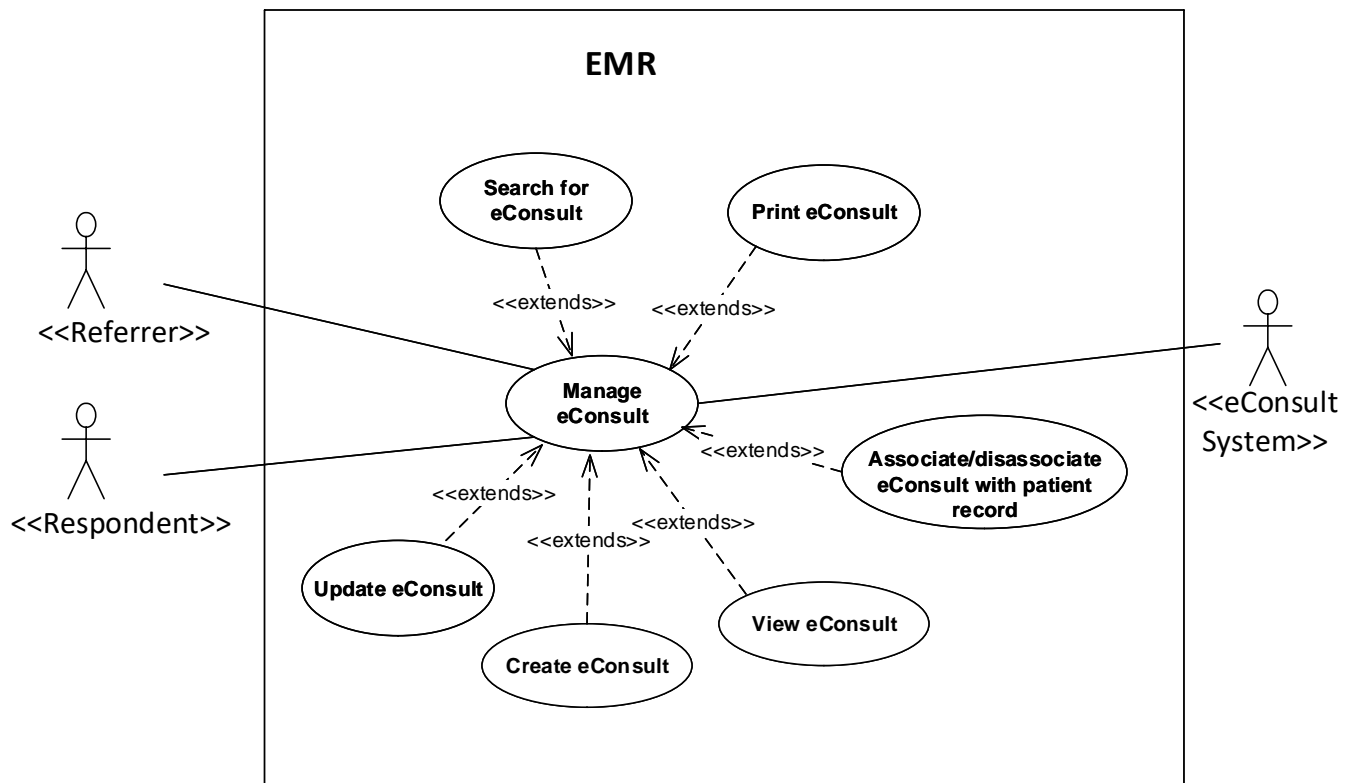 EMR
Search for
eConsult
Print eConsult
<<extends>>
<<extends>>
<<Referrer>>
Manage
eConsult
<<eConsult
System>>
<<extends>>
Associate/disassociate
eConsult with patient
record
<<Respondent>>
<<extends>>
<<extends>>
<<extends>>
Update eConsult
View eConsult
Create eConsult